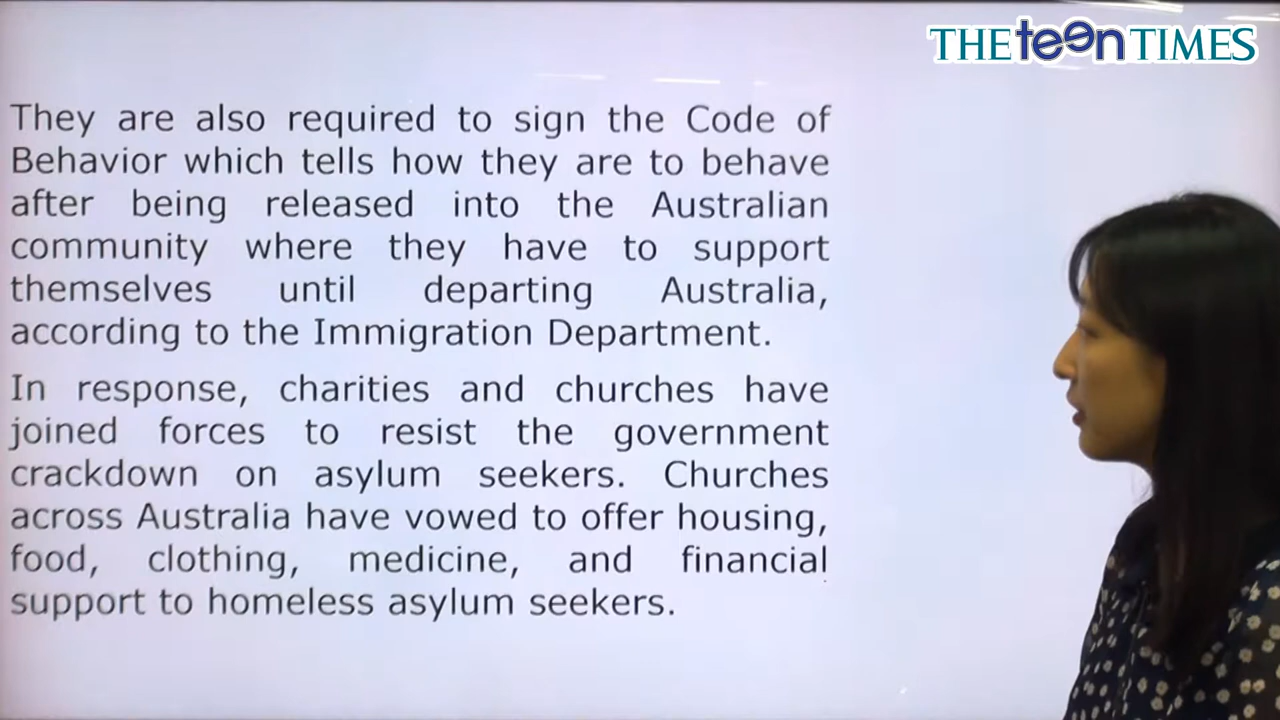 THE teen TIMES
They are also required to sign the Code of
Behavior which tells how they are to behave
after being released into the Australian
community where they have to support
themselves until departing Australia,
according to the Immigration Department.
In response, charities and churches have
joined forces to resist the government
crackdown on asylum seekers. Churches
across Australia have vowed to offer housing,
food, clothing, medicine, and financial
support to homeless asylum seekers.